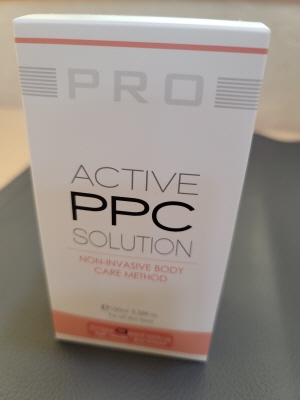 PRO
ACTIVE
PPC
SOLUTION
NON-INVASIVE BODY
CARE METHOD